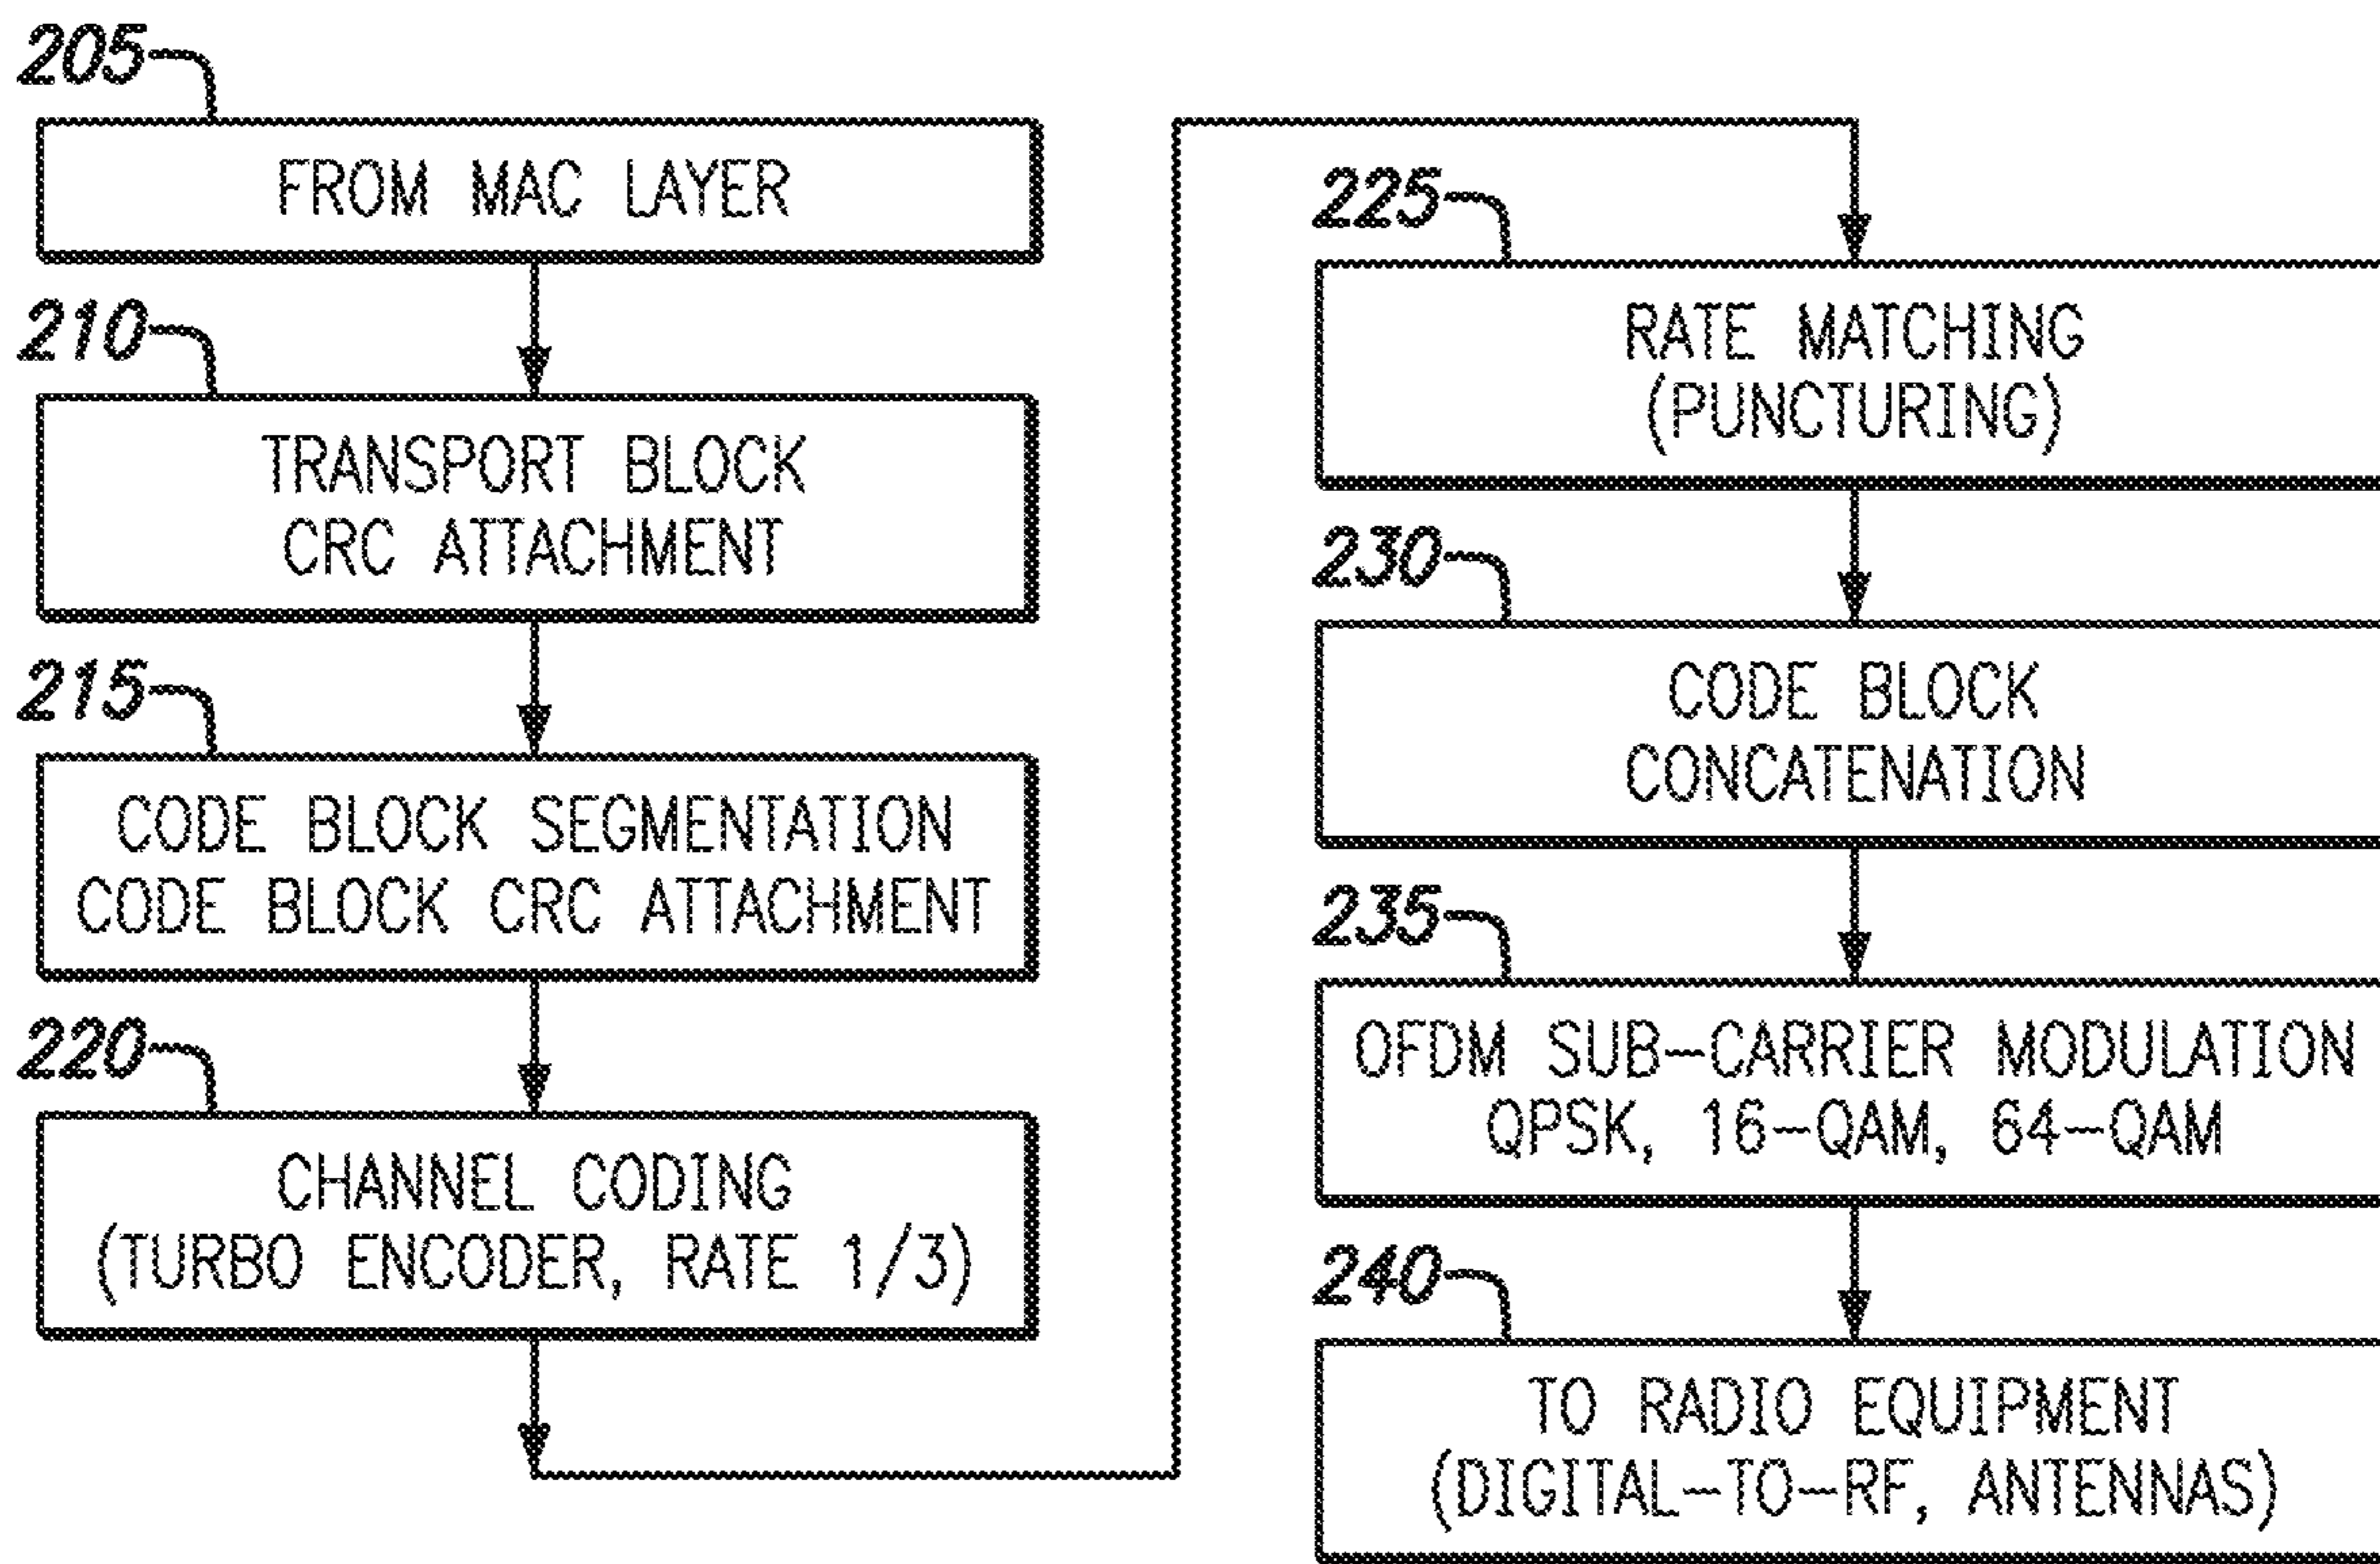 205
FROM MAC LAYER
210
TRANSPORT BLOCK
CRC ATTACHMENT
215
CODE BLOCK SEGMENTATION
CODE BLOCK CRC ATTACHMENT
220
CHANNEL CODING
(TURBO ENCODER, RATE 1/3)
225
RATE MATCHING
(PUNCTURING)
230
CODE BLOCK
CONCATENATION
235
OFDM SUB-CARRIER MODULATION
QPSK, 16-QAM, 64-QAM
240
TO RADIO EQUIPMENT
(DIGITAL-TO-RF, ANTENNAS)